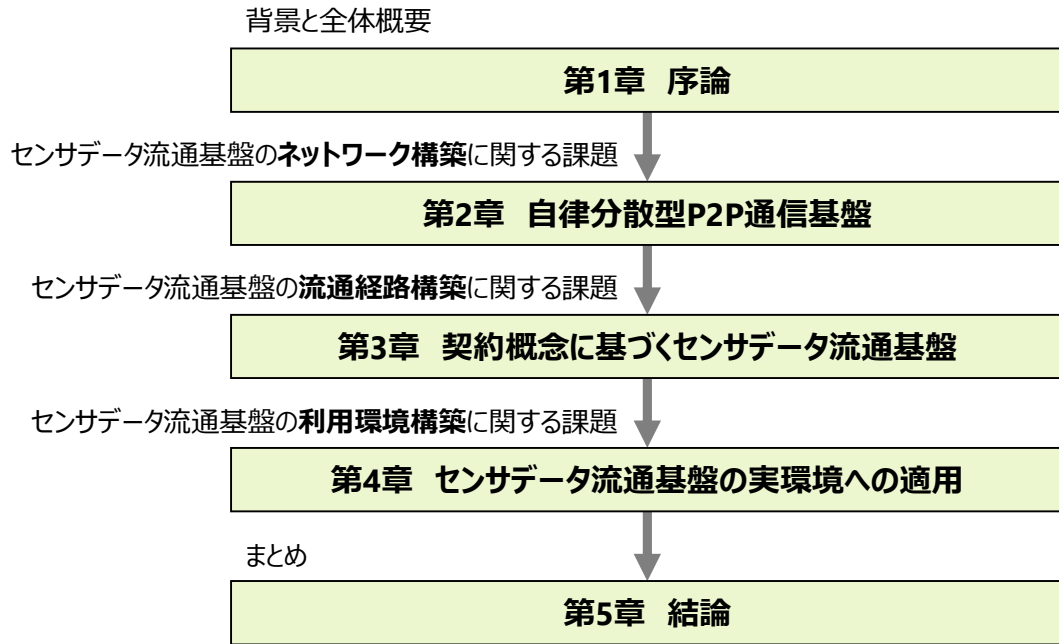 背景と全体概要
第1章 序論
センサデータ流通基盤のネットワーク構築に関する課題
第2章 自律分散型P2P通信基盤
センサデータ流通基盤の流通経路構築に関する課題
第3章 契約概念に基づくセンサデータ流通基盤
センサデータ流通基盤の利用環境構築に関する課題
第4章 センサデータ流通基盤の実環境への適用
まとめ
第5章 結論